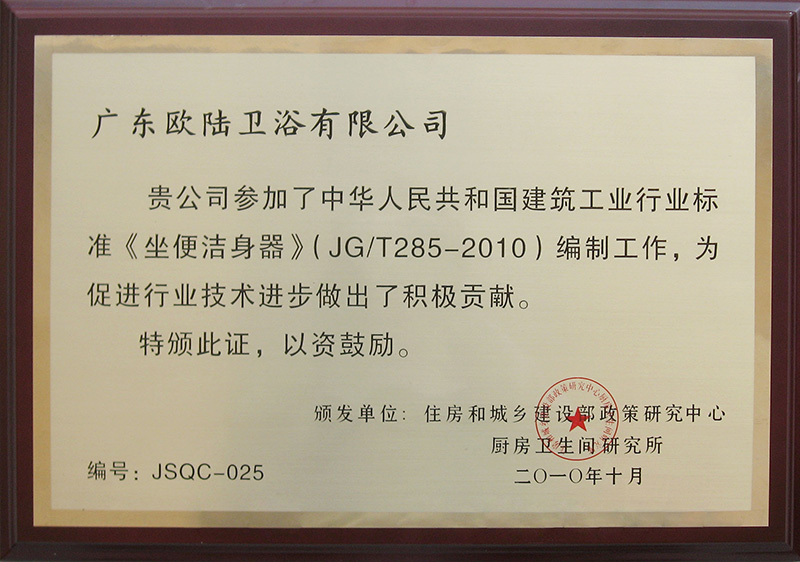 广东欧陆卫浴有限公司
贵公司参加了中华人民共和国建筑工业行业标
准《坐便洁身器》(JG/T285-2010)编制工作，为
促进行业技术进步做出了积极贡献。
特颁此证，以资鼓励。
颁发单位：住房和城乡建设部政策研究中心
厨房卫生间研究所
编号：JSQC-025
二〇一〇年十月